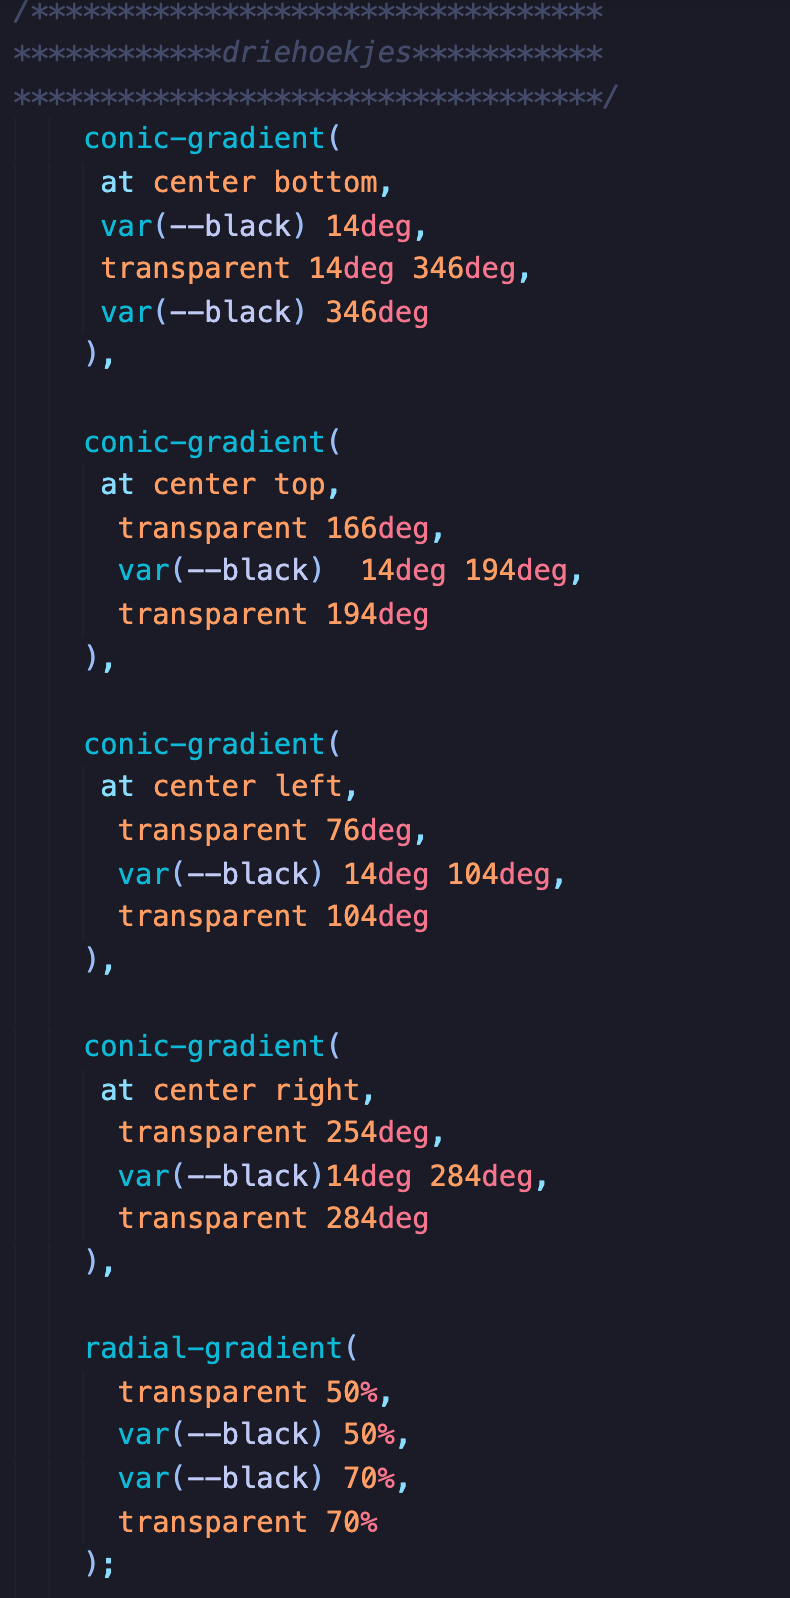 /*********************************
************driehoekjes***********
**********************************/
conic-gradient(
at center bottom,
var(--black) 14deg,
transparent 14deg 346deg,
var(--black) 346deg
),
conic-gradient(
at center top,
transparent 166deg,
var(--black)  14deg 194deg,
transparent 194deg
),
conic-gradient(
at center left,
transparent 76deg,
var(--black) 14deg 104deg,
transparent 104deg
),
conic-gradient(
at center right,
transparent 254deg,
var(--black)14deg 284deg,
transparent 284deg
),
radial-gradient(
transparent 50%,
var(--black) 50%,
var(--black) 70%,
transparent 70%
);